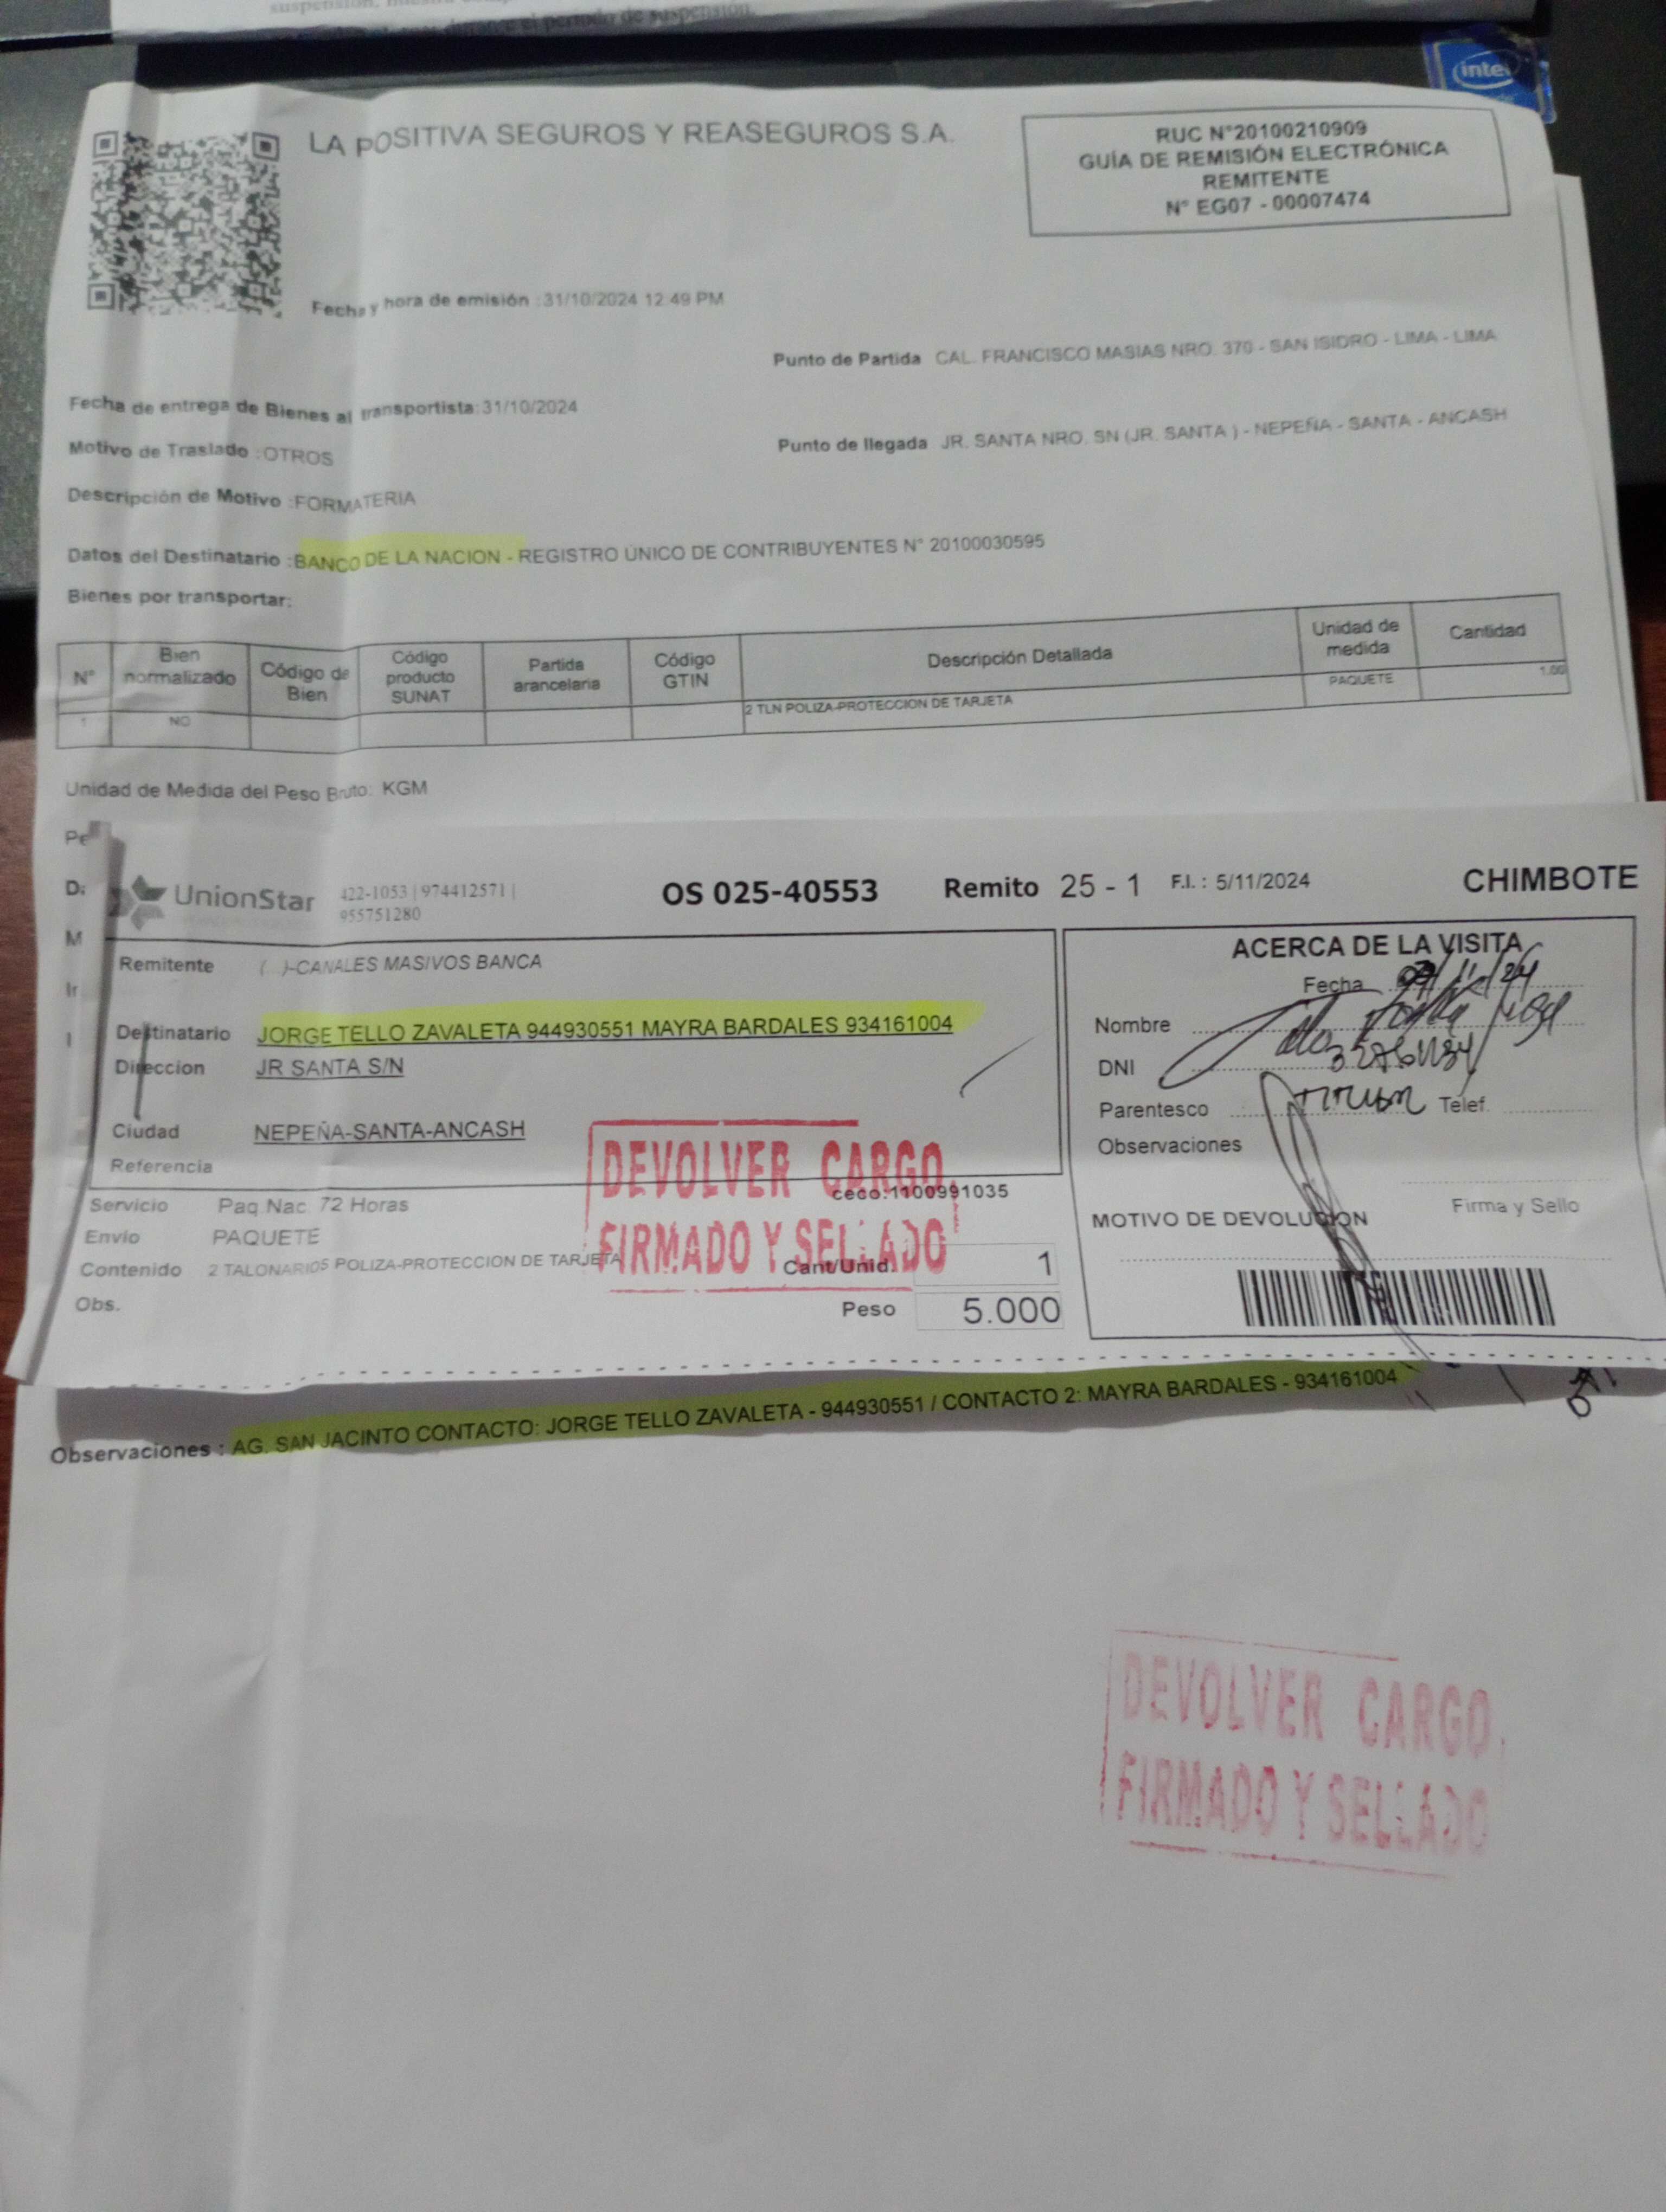 durante el periodo de suspensión.
intel
LA POSITIVA SEGUROS Y REASEGUROS S.A.
RUC N°20100210909
GUÍA DE REMISIÓN ELECTRÓNICA
REMITENTE
N° EG07 - 00007474
Fecha y hora de emisión :31/10/2024 12:49 PM
Punto de Partida CAL. FRANCISCO MASIAS NRO. 370 - SAN ISIDRO - LIMA - LIMA
Fecha de entrega de Bienes al transportista:31/10/2024
Punto de llegada JR. SANTA NRO. SN (JR. SANTA ) - NEPEÑA - SANTA - ANCASH
Motivo de Traslado :OTROS
Descripción de Motivo :FORMATERIA
Datos del Destinatario :BANCO DE LA NACION - REGISTRO ÚNICO DE CONTRIBUYENTES N° 20100030595
Bienes por transportar:
N° Bien normalizado Código de Bien Código producto SUNAT Partida arancelaria Código GTIN Descripción Detallada Unidad de medida Cantidad
1 NO 2 TLN POLIZA-PROTECCION DE TARJETA PAQUETE 1.00
Unidad de Medida del Peso Bruto: KGM
UnionStar
422-1053 | 974412571 |
955751280
OS 025-40553 Remito 25 - 1 F.I. : 5/11/2024 CHIMBOTE
Remitente ( )-CANALES MASIVOS BANCA
Destinatario JORGE TELLO ZAVALETA 944930551 MAYRA BARDALES 934161004
Direccion JR SANTA S/N
Ciudad NEPEÑA-SANTA-ANCASH
Referencia
ceco:1100991035
Servicio Paq.Nac. 72 Horas
Envio PAQUETE
Contenido 2 TALONARIOS POLIZA-PROTECCION DE TARJETA
Cant/Unid. 1
Obs.
Peso 5.000
DEVOLVER CARGO
FIRMADO Y SELLADO
ACERCA DE LA VISITA
Fecha
Nombre
DNI
Parentesco
Telef.
Observaciones
Firma y Sello
MOTIVO DE DEVOLUCION
Observaciones : AG. SAN JACINTO CONTACTO: JORGE TELLO ZAVALETA - 944930551 / CONTACTO 2: MAYRA BARDALES - 934161004
DEVOLVER CARGO
FIRMADO Y SELLADO